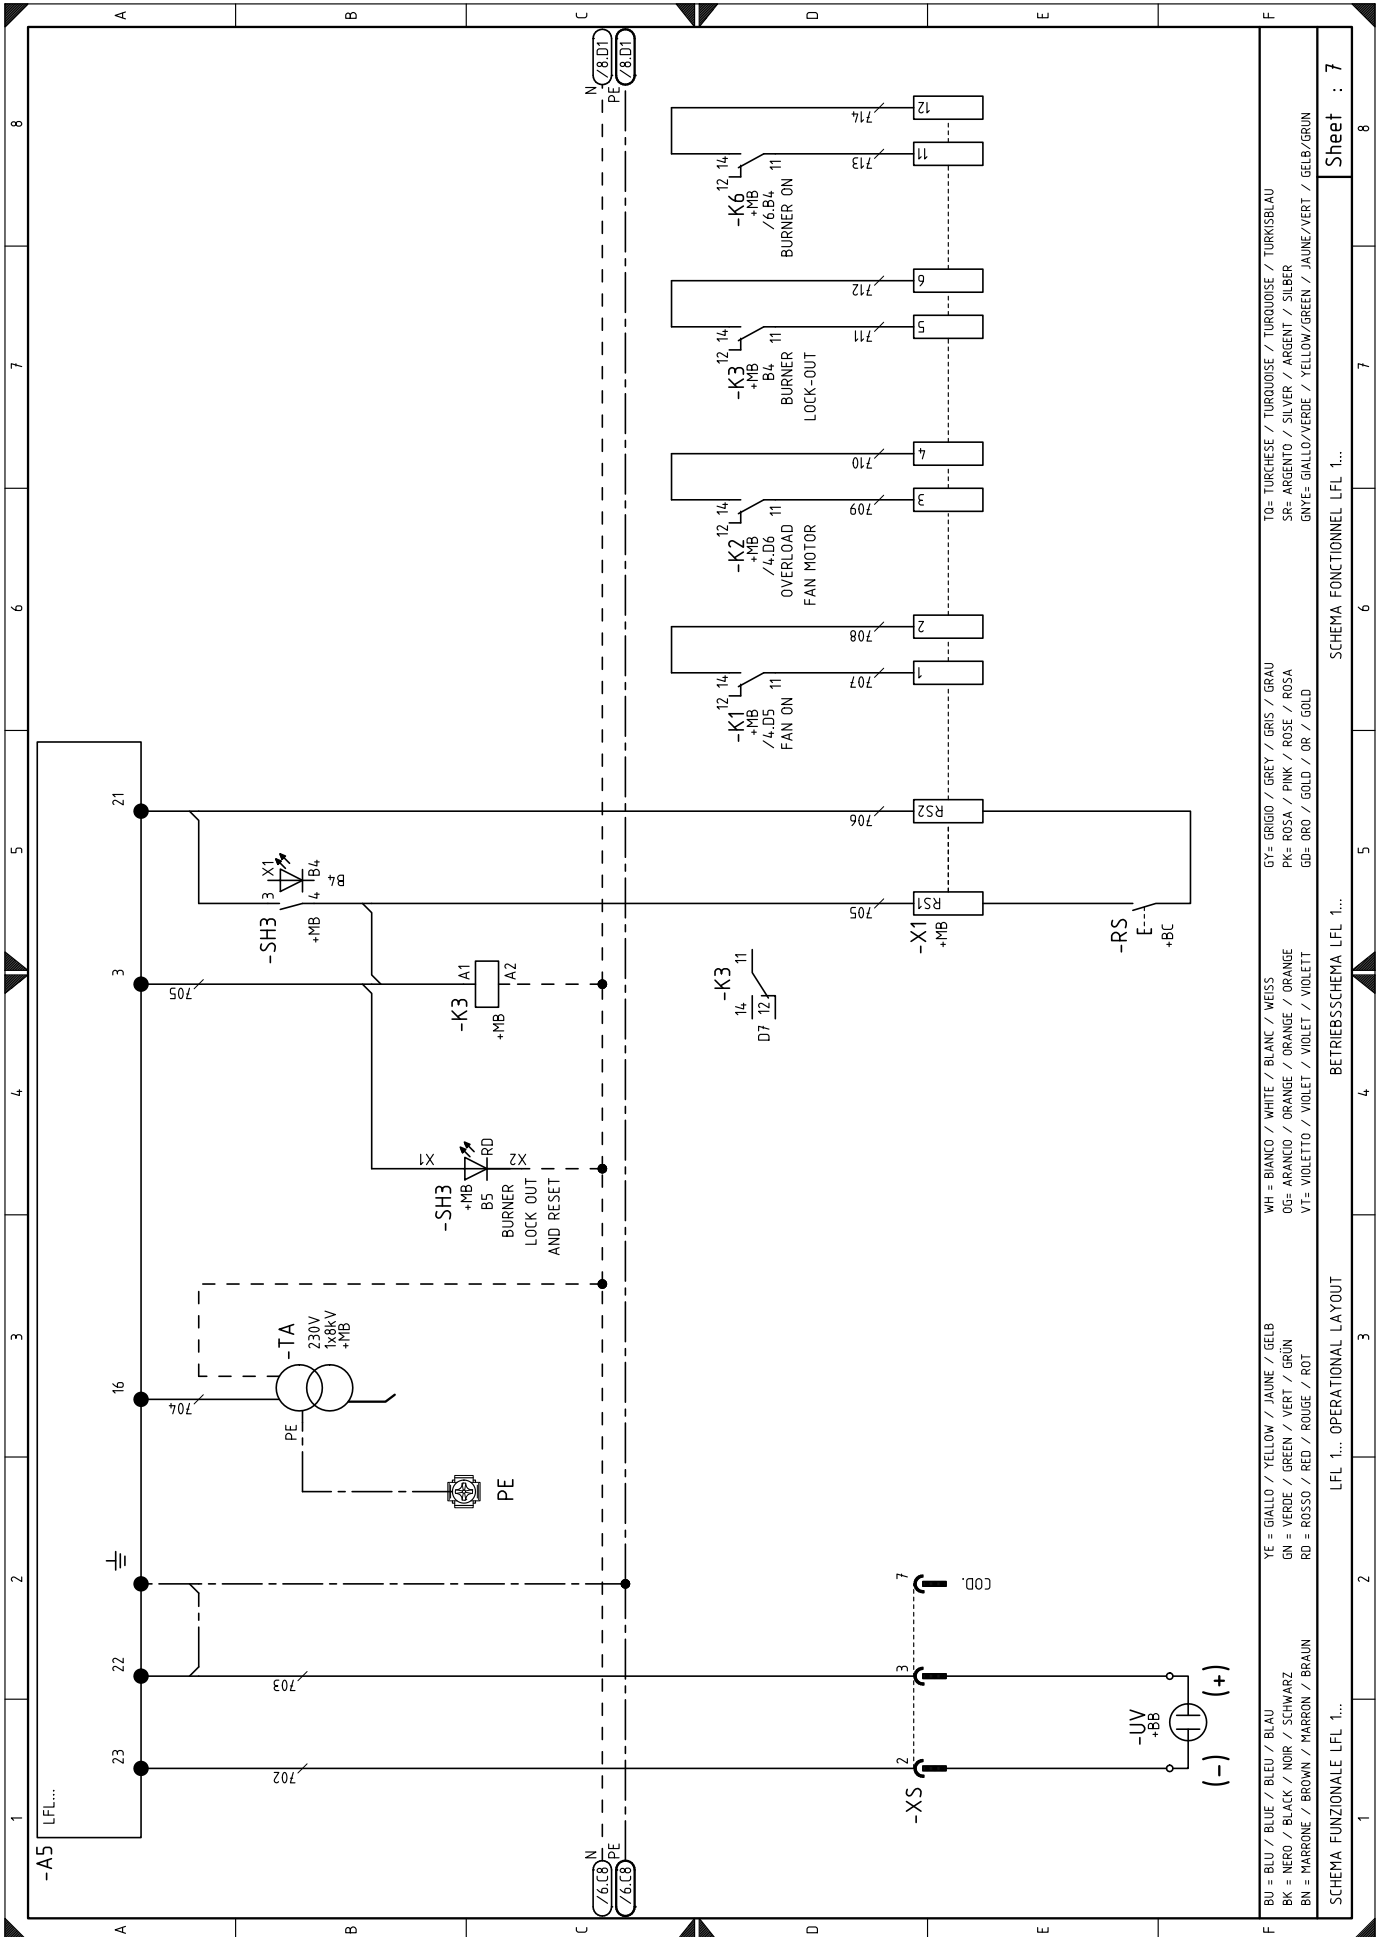 1 2 3 4 5 6 7 8
A
B
C
D
E
F
-A5
LFL...
23
22
16
3
21
702
703
704
705
PE
-TA
230V
1x8kV
+MB
PE
-SH3
+MB
3 X1
4 B4
B4
-SH3
+MB
B5
X1
RD
X2
BURNER
LOCK OUT
AND RESET
-K3
+MB
A1
A2
/6.C8 N
/6.C8 PE
N /8.D1
PE /8.D1
-K3
14 11
D7 12
-K1
+MB
/4.D5
FAN ON
12 14
11
-K2
+MB
/4.D6
OVERLOAD
FAN MOTOR
12 14
11
-K3
+MB
B4
BURNER
LOCK-OUT
12 14
11
-K6
+MB
/6.B4
BURNER ON
12 14
11
705
706
707
708
709
710
711
712
713
714
-XS
2
3
7
COD.
-X1
+MB
RS1
RS2
1
2
3
4
5
6
11
12
-UV
+BB
(-)
(+)
-RS
E
+BC
BU = BLU / BLUE / BLEU / BLAU
BK = NERO / BLACK / NOIR / SCHWARZ
BN = MARRONE / BROWN / MARRON / BRAUN
YE = GIALLO / YELLOW / JAUNE / GELB
GN = VERDE / GREEN / VERT / GRÜN
RD = ROSSO / RED / ROUGE / ROT
WH = BIANCO / WHITE / BLANC / WEISS
OG= ARANCIO / ORANGE / ORANGE / ORANGE
VT= VIOLETTO / VIOLET / VIOLET / VIOLETT
GY= GRIGIO / GREY / GRIS / GRAU
PK= ROSA / PINK / ROSE / ROSA
GD= ORO / GOLD / OR / GOLD
TQ= TURCHESE / TURQUOISE / TURQUOISE / TURKISBLAU
SR= ARGENTO / SILVER / ARGENT / SILBER
GNYE= GIALLO/VERDE / YELLOW/GREEN / JAUNE/VERT / GELB/GRUN
SCHEMA FUNZIONALE LFL 1...
LFL 1... OPERATIONAL LAYOUT
BETRIEBSSCHEMA LFL 1...
SCHEMA FONCTIONNEL LFL 1...
Sheet : 7
1 2 3 4 5 6 7 8
A
B
C
D
E
F